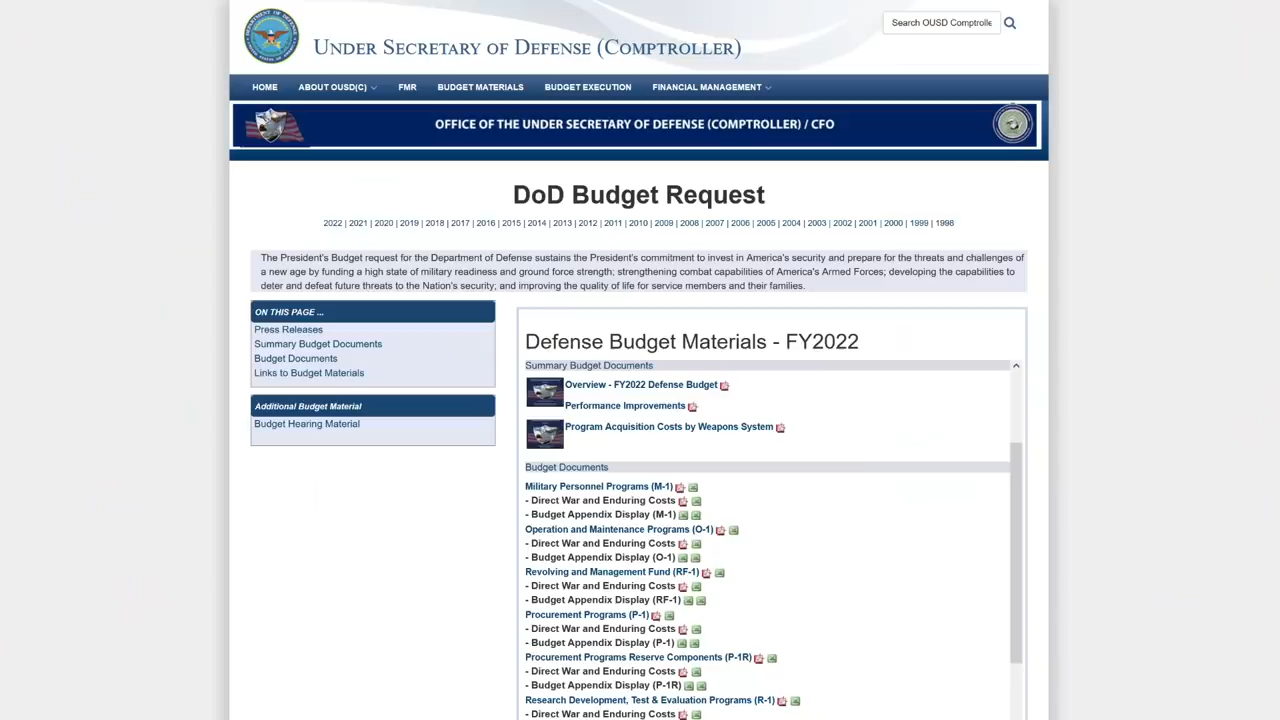 Search OUSD Comptrolle
UNDER SECRETARY OF DEFENSE (COMPTROLLER)
HOME ABOUT OUSD(C) FMR BUDGET MATERIALS BUDGET EXECUTION FINANCIAL MANAGEMENT
OFFICE OF THE UNDER SECRETARY OF DEFENSE (COMPTROLLER) / CFO
DoD Budget Request
2022 | 2021 | 2020 | 2019 | 2018 | 2017 | 2016 | 2015 | 2014 | 2013 | 2012 | 2011 | 2010 | 2009 | 2008 | 2007 | 2006 | 2005 | 2004 | 2003 | 2002 | 2001 | 2000 | 1999 | 1998
The President's Budget request for the Department of Defense sustains the President's commitment to invest in America's security and prepare for the threats and challenges of
a new age by funding a high state of military readiness and ground force strength; strengthening combat capabilities of America's Armed Forces; developing the capabilities to
deter and defeat future threats to the Nation's security; and improving the quality of life for service members and their families.
ON THIS PAGE ...
Press Releases
Summary Budget Documents
Budget Documents
Links to Budget Materials
Additional Budget Material
Budget Hearing Material
Defense Budget Materials - FY2022
Summary Budget Documents
Overview - FY2022 Defense Budget
Performance Improvements
Program Acquisition Costs by Weapons System
Budget Documents
Military Personnel Programs (M-1)
- Direct War and Enduring Costs
- Budget Appendix Display (M-1)
Operation and Maintenance Programs (O-1)
- Direct War and Enduring Costs
- Budget Appendix Display (O-1)
Revolving and Management Fund (RF-1)
- Direct War and Enduring Costs
- Budget Appendix Display (RF-1)
Procurement Programs (P-1)
- Direct War and Enduring Costs
- Budget Appendix Display (P-1)
Procurement Programs Reserve Components (P-1R)
- Direct War and Enduring Costs
- Budget Appendix Display (P-1R)
Research Development, Test & Evaluation Programs (R-1)
- Direct War and Enduring Costs